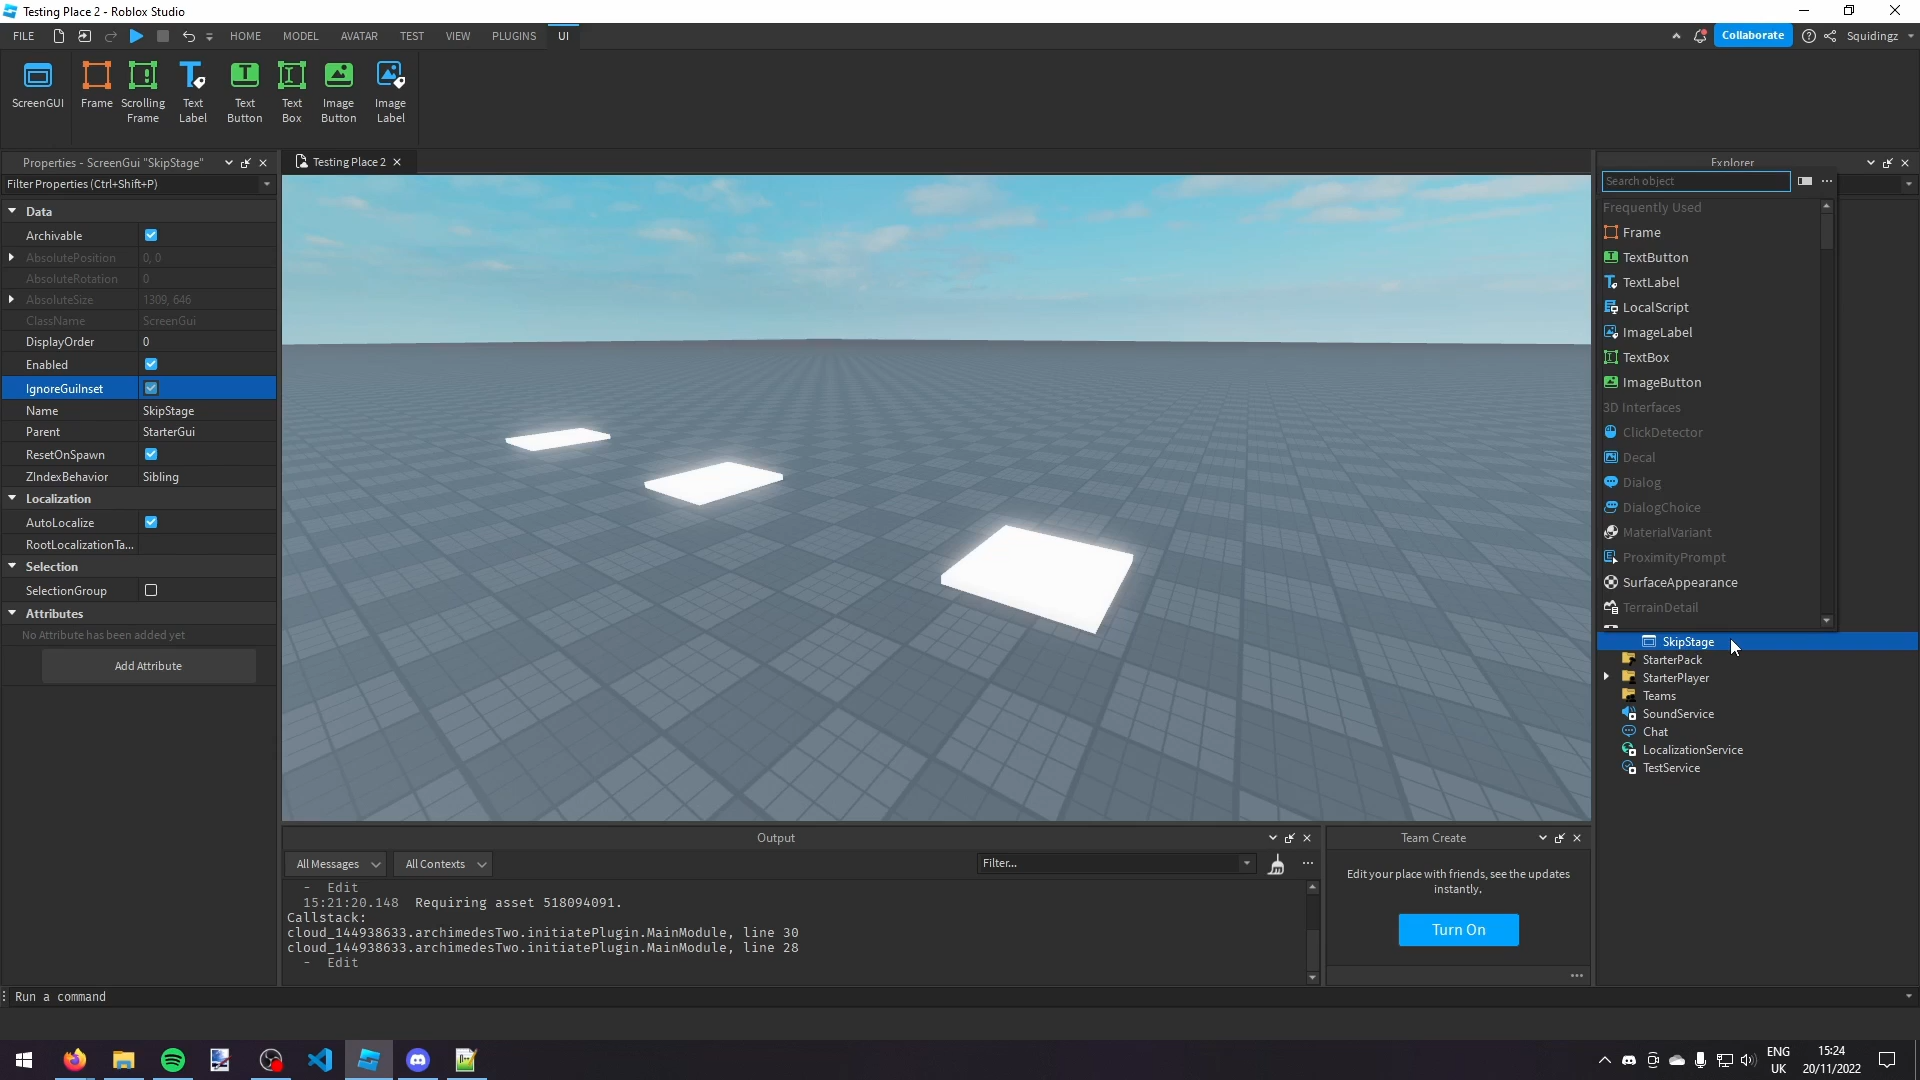 Testing Place 2 - Roblox Studio
FILE HOME MODEL AVATAR TEST VIEW PLUGINS UI Collaborate Squidingz
ScreenGUI
Frame
Scrolling
Frame
Text
Label
Text
Button
Text
Box
Image
Button
Image
Label
Properties - ScreenGui "SkipStage"
Filter Properties (Ctrl+Shift+P)
Data
Archivable
AbsolutePosition 0, 0
AbsoluteRotation 0
AbsoluteSize 1309, 646
ClassName ScreenGui
DisplayOrder 0
Enabled
IgnoreGuiInset
Name SkipStage
Parent StarterGui
ResetOnSpawn
ZIndexBehavior Sibling
Localization
AutoLocalize
RootLocalizationTa...
Selection
SelectionGroup
Attributes
No Attribute has been added yet
Add Attribute
Testing Place 2
Output
All Messages All Contexts Filter...
- Edit
15:21:20.148 Requiring asset 518094091.
Callstack:
cloud_144938633.archimedesTwo.initiatePlugin.MainModule, line 30
cloud_144938633.archimedesTwo.initiatePlugin.MainModule, line 28
- Edit
Team Create
Edit your place with friends, see the updates
instantly.
Turn On
Explorer
Search object
Frequently Used
Frame
TextButton
TextLabel
LocalScript
ImageLabel
TextBox
ImageButton
3D Interfaces
ClickDetector
Decal
Dialog
DialogChoice
MaterialVariant
ProximityPrompt
SurfaceAppearance
TerrainDetail
SkipStage
StarterPack
StarterPlayer
Teams
SoundService
Chat
LocalizationService
TestService
Run a command
ENG
UK
15:24
20/11/2022